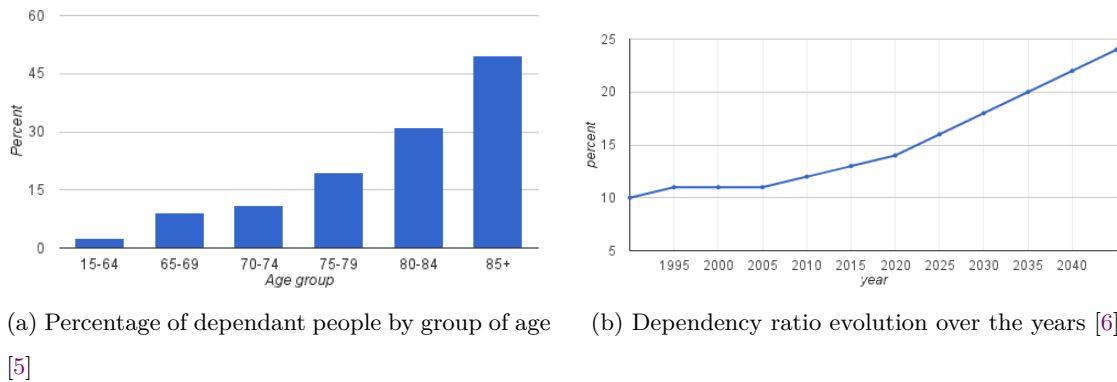 60
45
30
15
0
Percent
15-64 65-69 70-74 75-79 80-84 85+
Age group
25
20
15
10
5
percent
1995 2000 2005 2010 2015 2020 2025 2030 2035 2040
year
(a) Percentage of dependant people by group of age
[5]
(b) Dependency ratio evolution over the years [6]